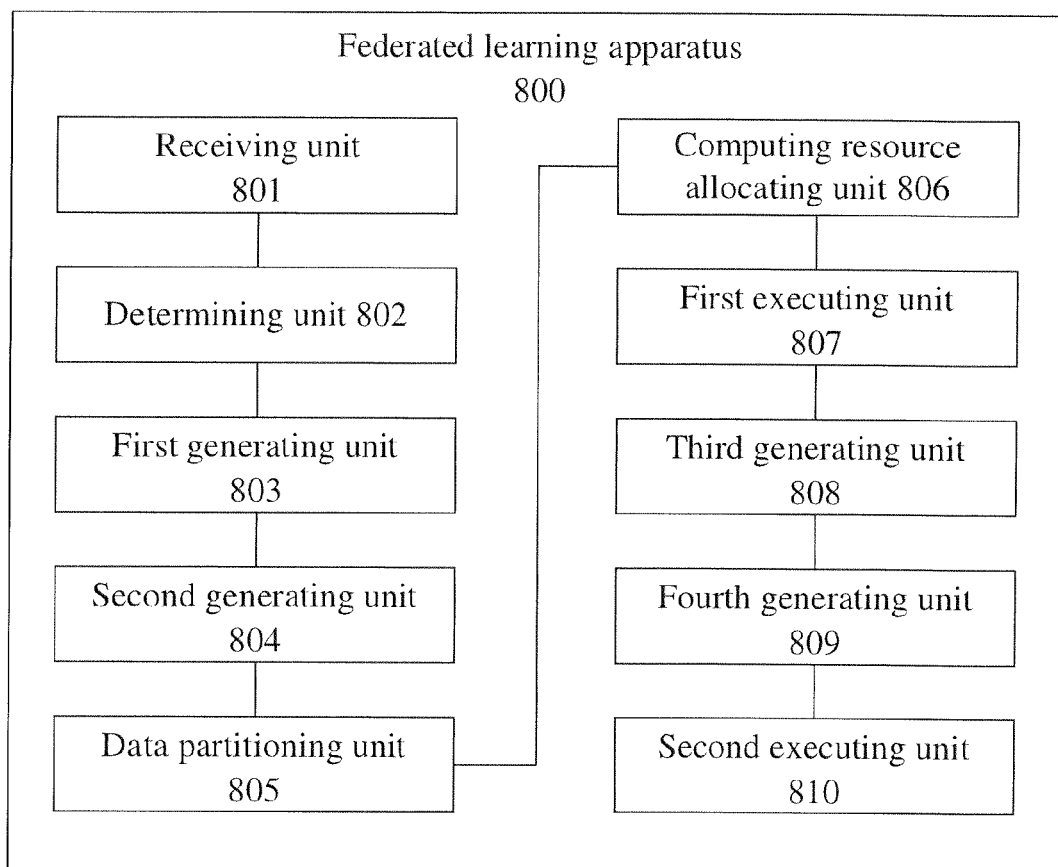 Federated learning apparatus
800
Receiving unit
801
Determining unit 802
First generating unit
803
Second generating unit
804
Data partitioning unit
805
Computing resource
allocating unit 806
First executing unit
807
Third generating unit
808
Fourth generating unit
809
Second executing unit
810